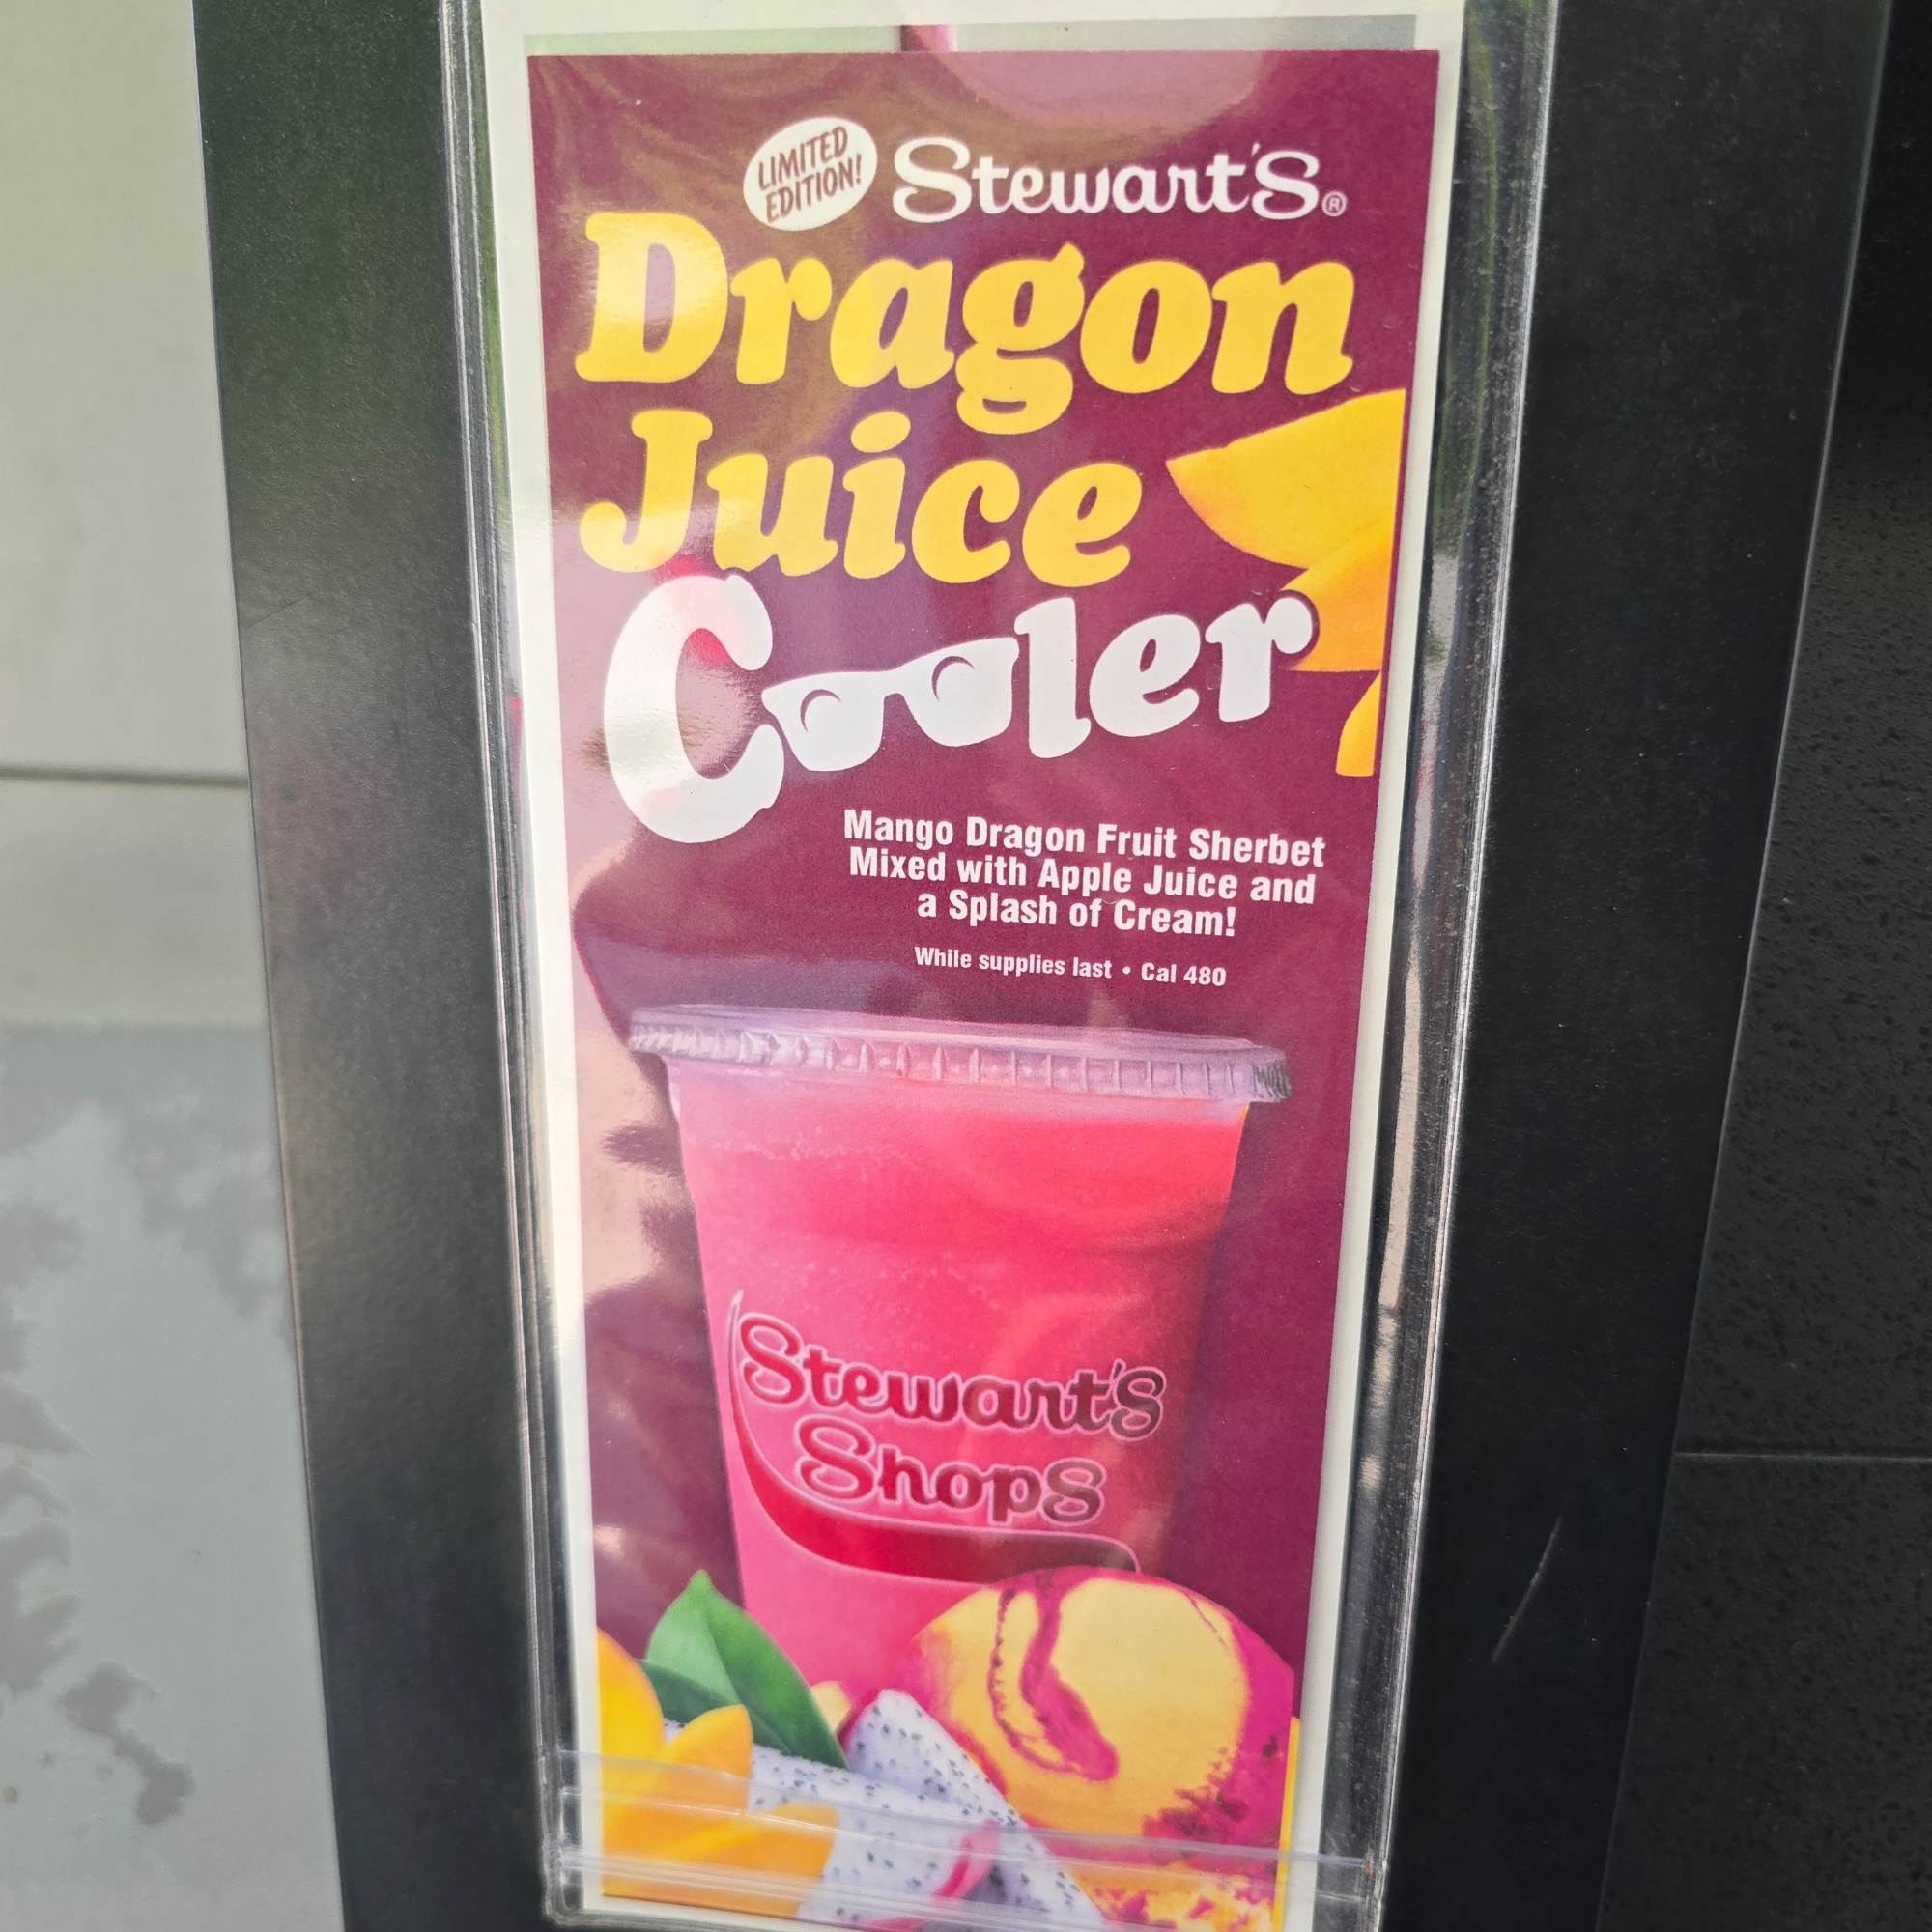 LIMITED
EDITION!
Stewart's®
Dragon
Juice
Cooler
Mango Dragon Fruit Sherbet
Mixed with Apple Juice and
a Splash of Cream!
While supplies last • Cal 480
Stewart's
Shops